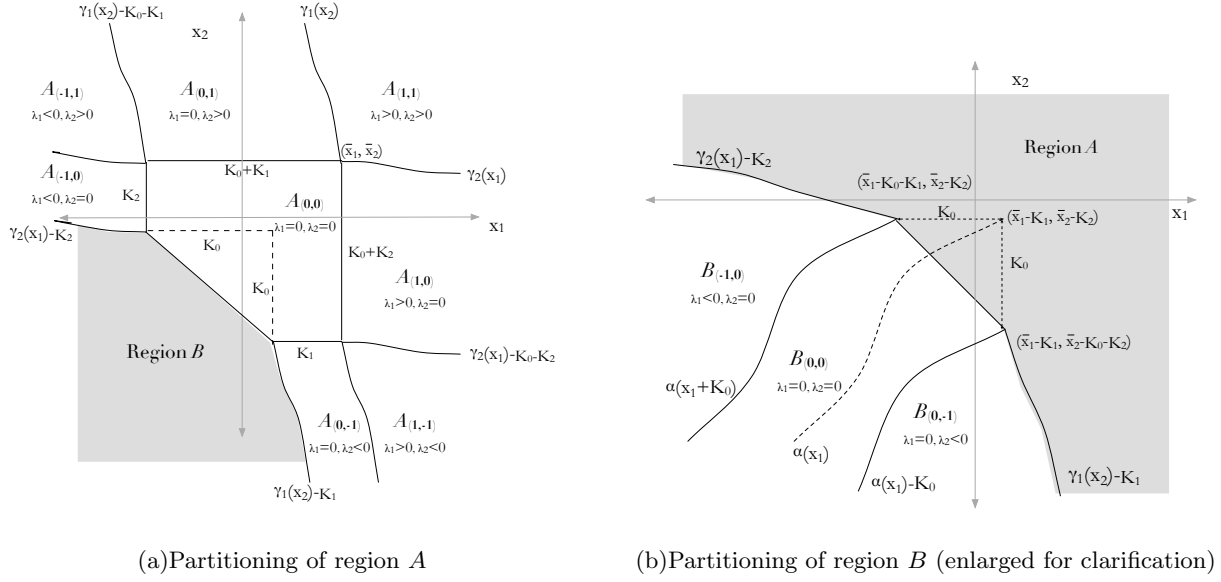 γ₁(x₂)-K₀-K₁
γ₁(x₂)
x₂
A(-1,1)
λ₁<0, λ₂>0
A(0,1)
λ₁=0, λ₂>0
A(1,1)
λ₁>0, λ₂>0
(x̅₁, x̅₂)
K₀+K₁
γ₂(x₁)
A(-1,0)
λ₁<0, λ₂=0
K₂
A(0,0)
λ₁=0, λ₂=0
x₁
γ₂(x₁)-K₂
K₀
K₀+K₂
K₀
A(1,0)
λ₁>0, λ₂=0
Region B
K₁
γ₂(x₁)-K₀-K₂
A(0,-1)
λ₁=0, λ₂<0
A(1,-1)
λ₁>0, λ₂<0
γ₁(x₂)-K₁
(a)Partitioning of region A
x₂
Region A
γ₂(x₁)-K₂
(x̅₁-K₀-K₁, x̅₂-K₂)
K₀
x₁
(x̅₁-K₁, x̅₂-K₂)
K₀
B(-1,0)
λ₁<0, λ₂=0
(x̅₁-K₁, x̅₂-K₀-K₂)
B(0,0)
λ₁=0, λ₂=0
α(x₁+K₀)
B(0,-1)
λ₁=0, λ₂<0
α(x₁)
α(x₁)-K₀
γ₁(x₂)-K₁
(b)Partitioning of region B (enlarged for clarification)